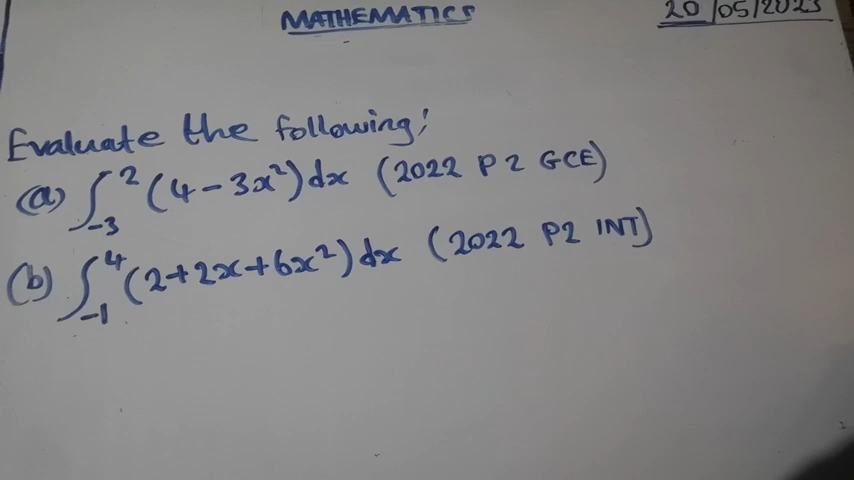 MATHEMATICS
20/05/2023
Evaluate the following:
(a) ∫₋₃² (4 - 3x²) dx (2022 P2 GCE)
(b) ∫₋₁⁴ (2 + 2x + 6x²) dx (2022 P2 INT)